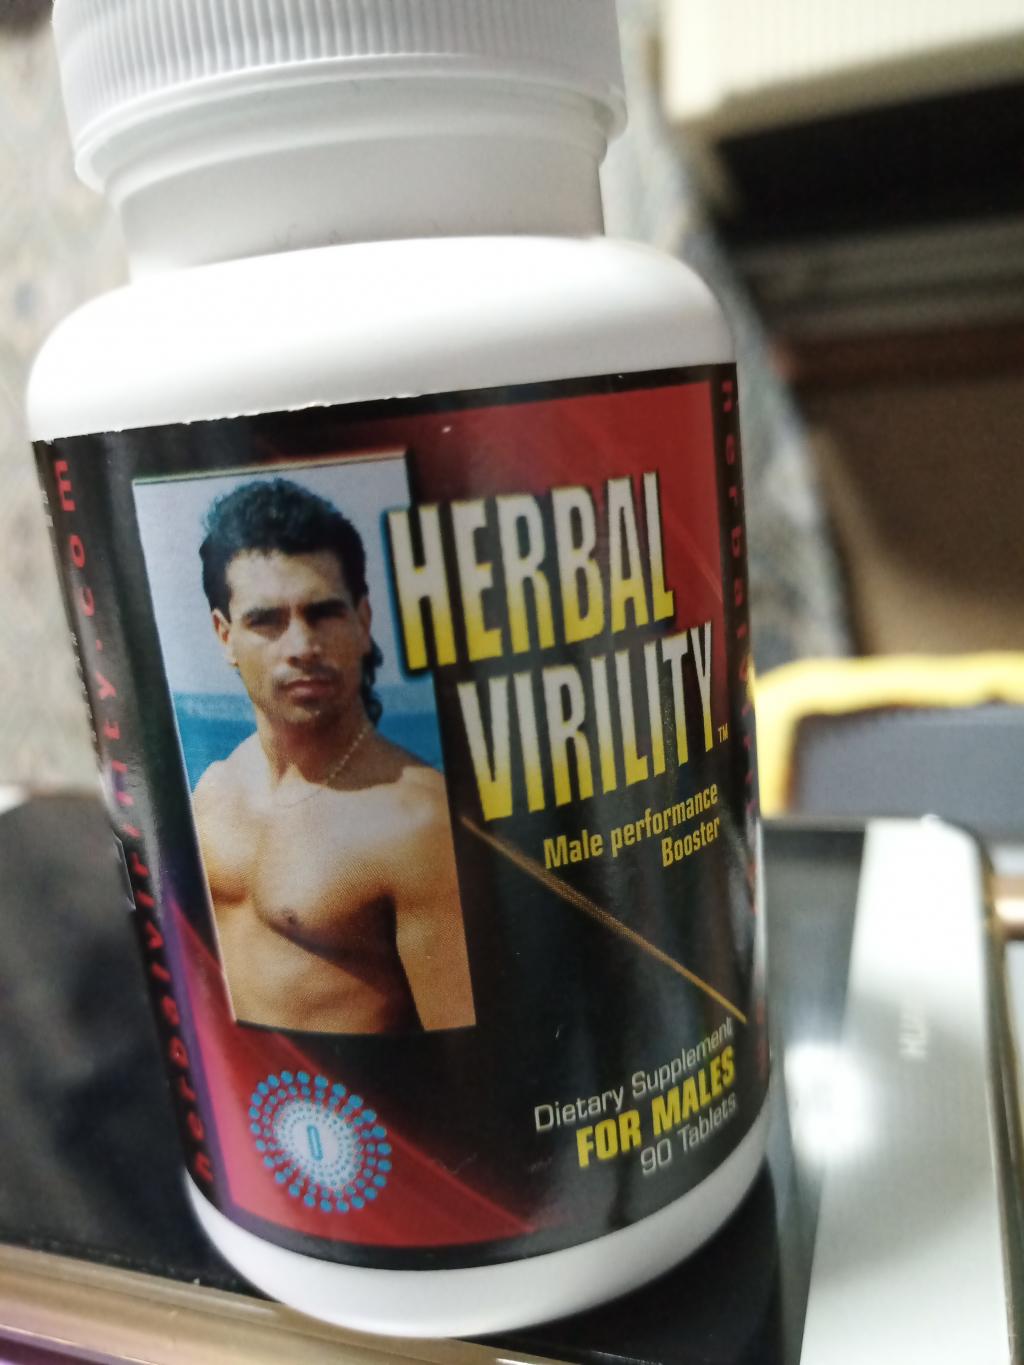 HERBAL
VIRILITY™
Male performance
Booster
Dietary Supplement
FOR MALES
90 Tablets